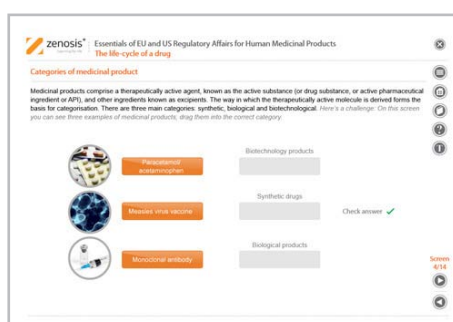 zenosis® Essentials of EU and US Regulatory Affairs for Human Medicinal Products
The life-cycle of a drug
Categories of medicinal product
Medicinal products comprise a therapeutically active agent, known as the active substance (or drug substance, or active pharmaceutical
ingredient or API), and other ingredients known as excipients. The way in which the therapeutically active molecule is derived forms the
basis for categorisation. There are three main categories: synthetic, biological and biotechnological. Here's a challenge: On this screen
you can see three examples of medicinal products; drag them into the correct category.
Biotechnology products
Paracetamol/
acetaminophen
Synthetic drugs
Measles virus vaccine
Check answer
Biological products
Monoclonal antibody
Screen
4/14